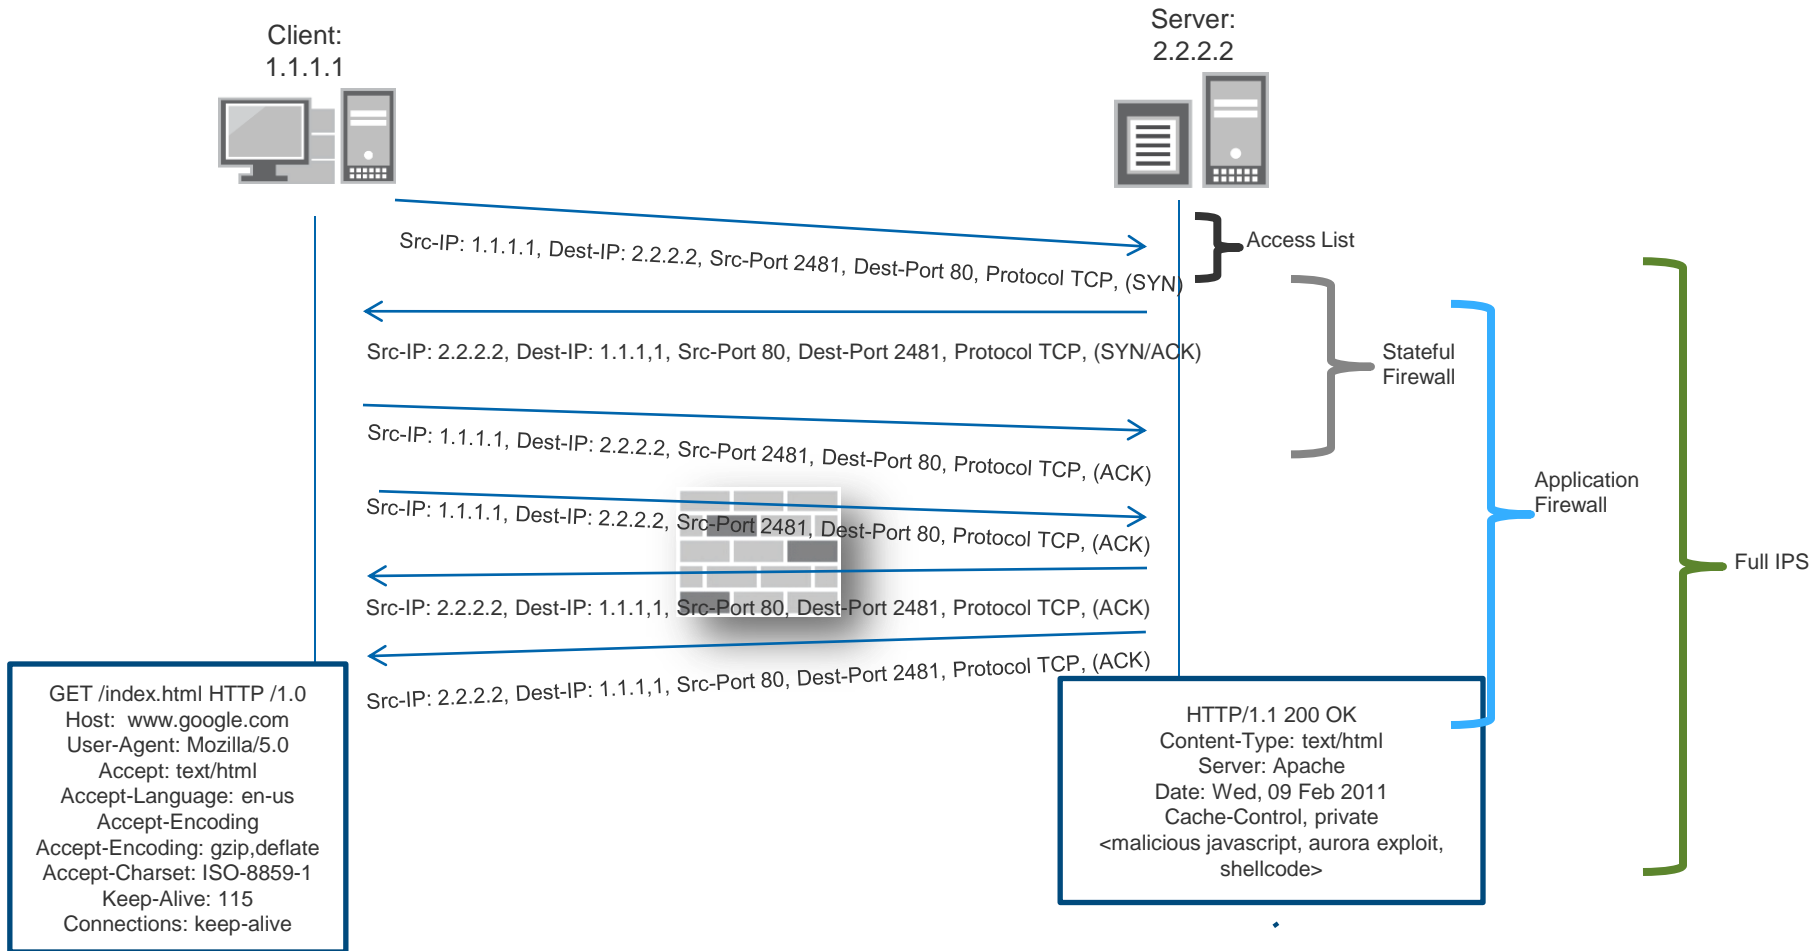 Client:
1.1.1.1
Server:
2.2.2.2
Src-IP: 1.1.1.1, Dest-IP: 2.2.2.2, Src-Port 2481, Dest-Port 80, Protocol TCP, (SYN)
Access List
Src-IP: 2.2.2.2, Dest-IP: 1.1.1,1, Src-Port 80, Dest-Port 2481, Protocol TCP, (SYN/ACK)
Stateful
Firewall
Src-IP: 1.1.1.1, Dest-IP: 2.2.2.2, Src-Port 2481, Dest-Port 80, Protocol TCP, (ACK)
Src-IP: 1.1.1.1, Dest-IP: 2.2.2.2, Src-Port 2481, Dest-Port 80, Protocol TCP, (ACK)
Application
Firewall
Full IPS
Src-IP: 2.2.2.2, Dest-IP: 1.1.1,1, Src-Port 80, Dest-Port 2481, Protocol TCP, (ACK)
Src-IP: 2.2.2.2, Dest-IP: 1.1.1,1, Src-Port 80, Dest-Port 2481, Protocol TCP, (ACK)
GET /index.html HTTP /1.0
Host:  www.google.com
User-Agent: Mozilla/5.0
Accept: text/html
Accept-Language: en-us
Accept-Encoding
Accept-Encoding: gzip,deflate
Accept-Charset: ISO-8859-1
Keep-Alive: 115
Connections: keep-alive
HTTP/1.1 200 OK
Content-Type: text/html
Server: Apache
Date: Wed, 09 Feb 2011
Cache-Control, private
<malicious javascript, aurora exploit,
shellcode>